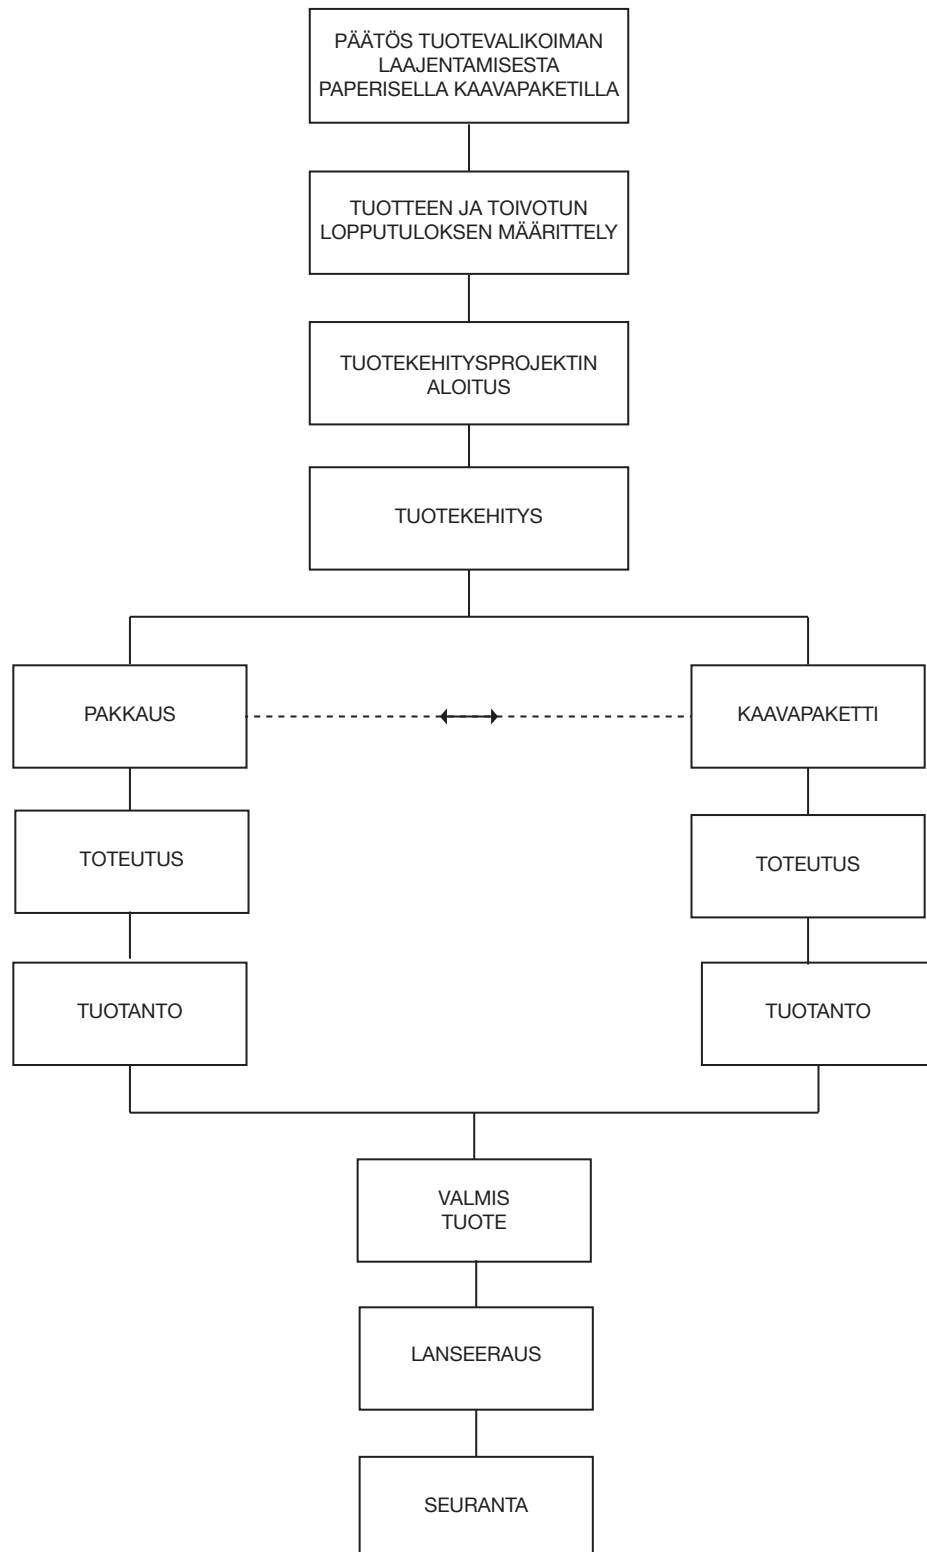 PÄÄTÖS TUOTEVALIKOIMAN
LAAJENTAMISESTA
PAPERISELLA KAAVAPAKETILLA
TUOTTEEN JA TOIVOTUN
LOPPUTULOKSEN MÄÄRITTELY
TUOTEKEHITYSPROJEKTIN
ALOITUS
TUOTEKEHITYS
PAKKAUS
KAAVAPAKETTI
TOTEUTUS
TOTEUTUS
TUOTANTO
TUOTANTO
VALMIS
TUOTE
LANSEERAUS
SEURANTA